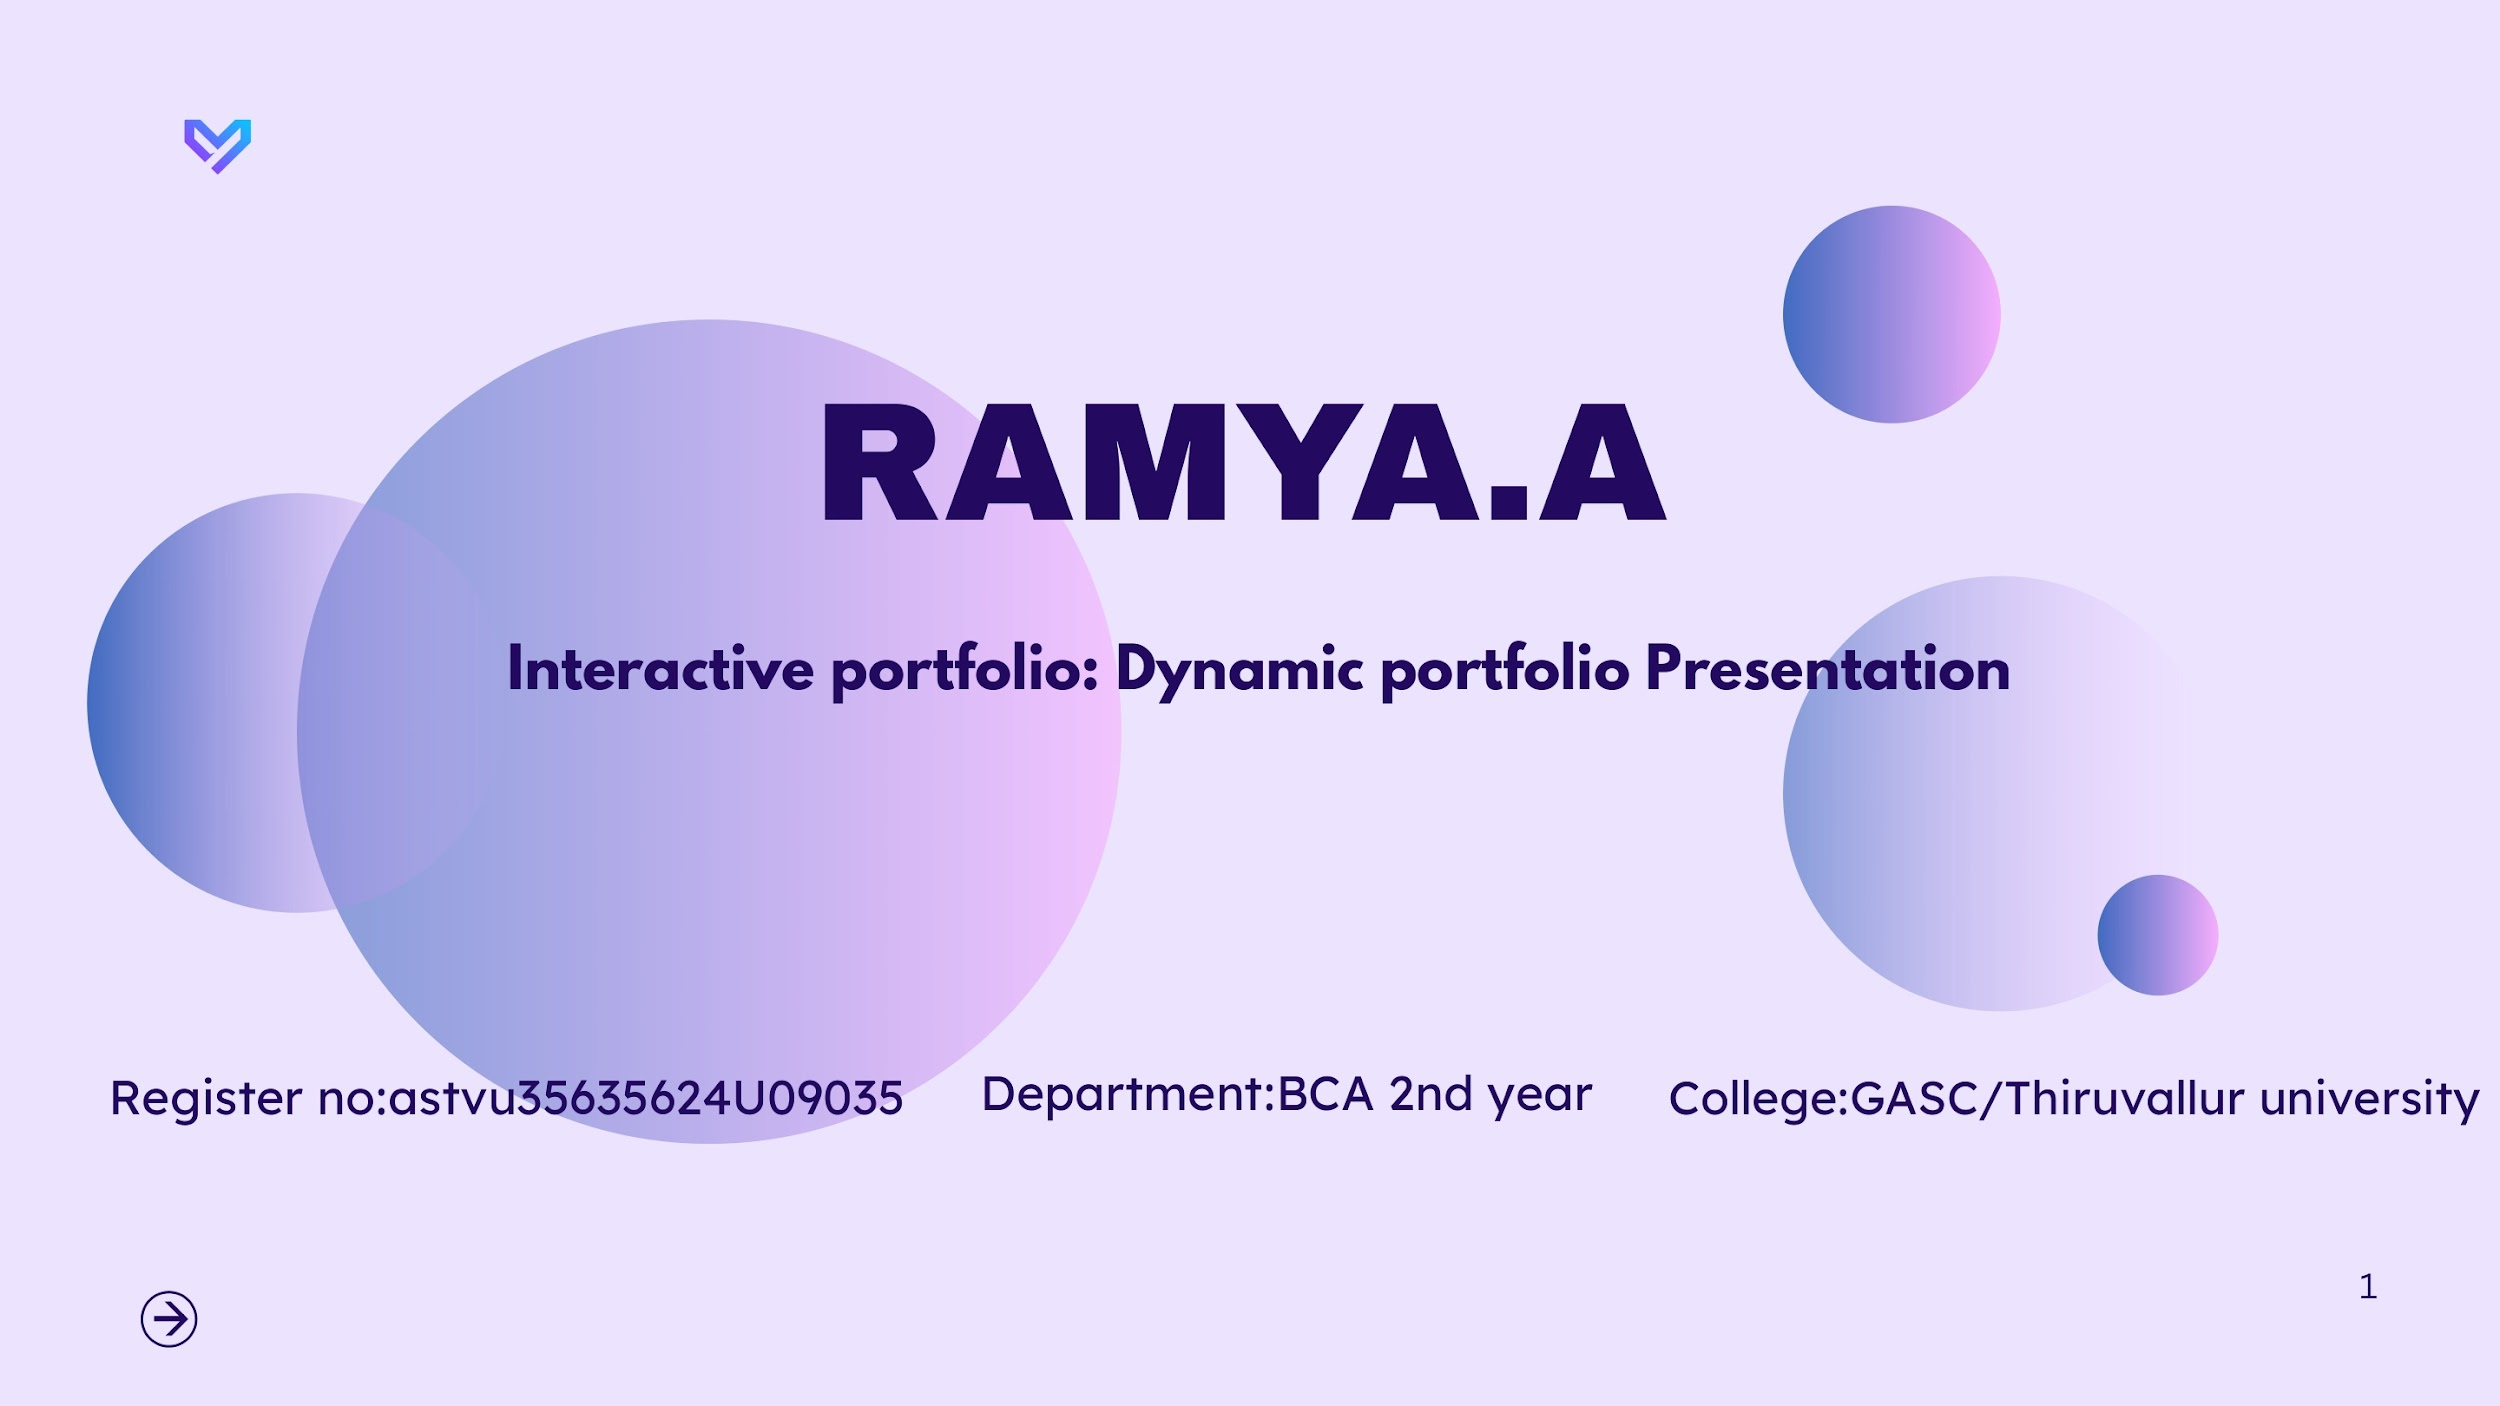 RAMYA.A
Interactive portfolio: Dynamic portfolio Presentation
Register no:astvu35635624U09035
Department:BCA 2nd year
College:GASC/Thiruvallur university
1